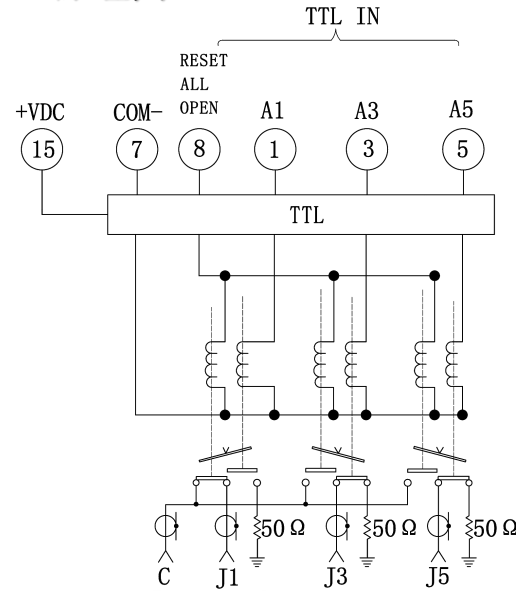 TTL IN
RESET
ALL
OPEN
+VDC COM- A1 A3 A5
15 7 8 1 3 5
TTL
50 Ω 50 Ω 50 Ω
C J1 J3 J5